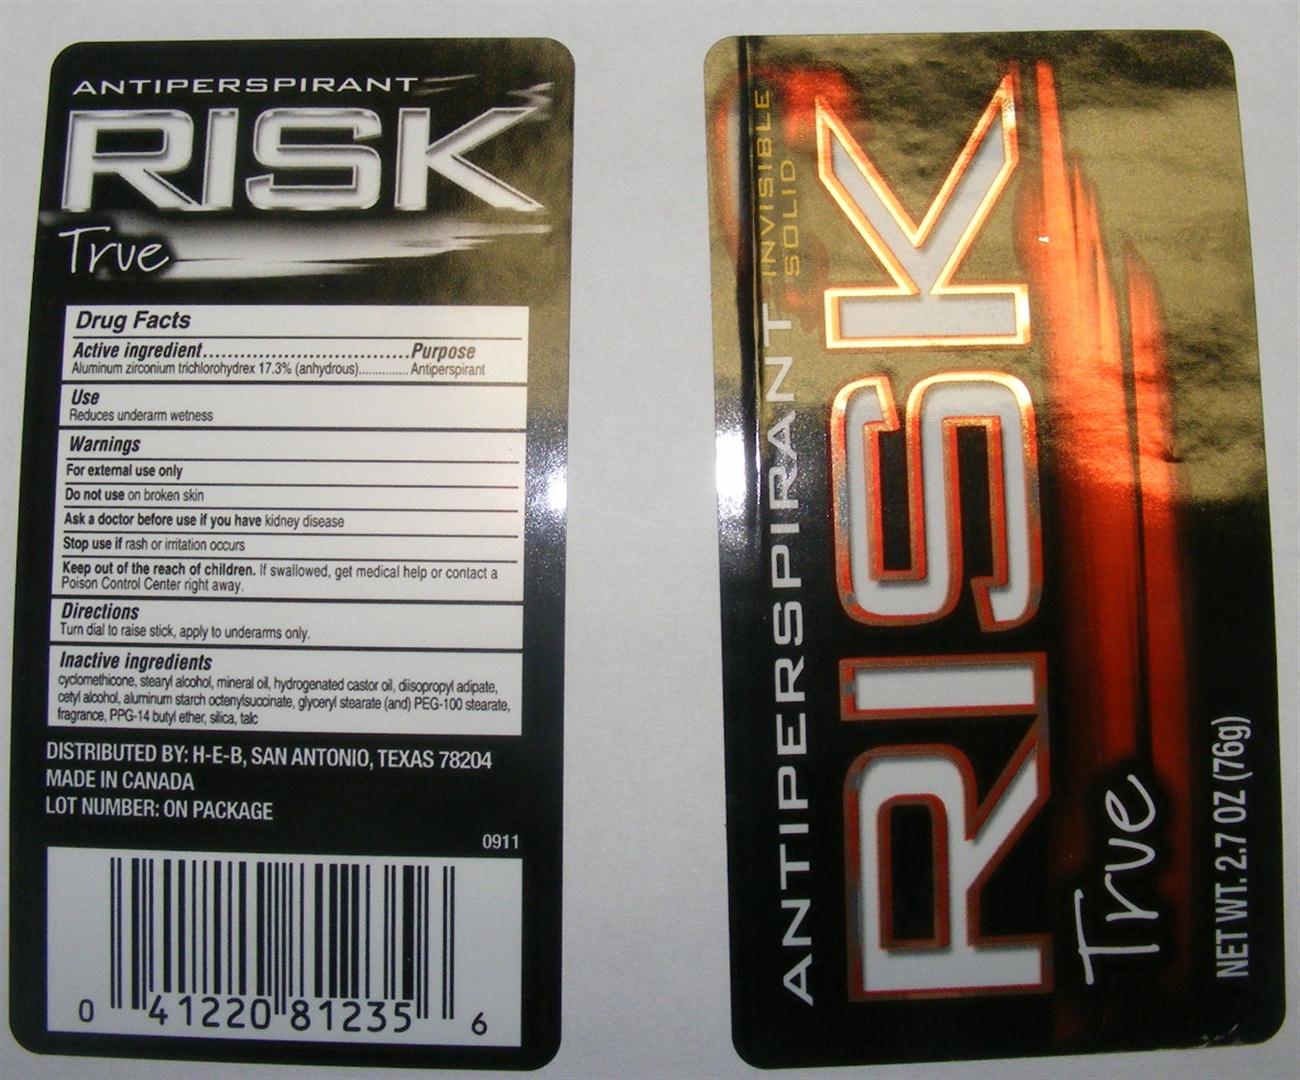 ANTIPERSPIRANT
RISK
True
Drug Facts
Active ingredient..................................Purpose
Aluminum zirconium trichlorohydrex 17.3% (anhydrous)............... Antiperspirant
Use
Reduces underarm wetness
Warnings
For external use only
Do not use on broken skin
Ask a doctor before use if you have kidney disease
Stop use if rash or irritation occurs
Keep out of the reach of children. If swallowed, get medical help or contact a
Poison Control Center right away.
Directions
Turn dial to raise stick, apply to underarms only.
Inactive ingredients
cyclomethicone, stearyl alcohol, mineral oil, hydrogenated castor oil, diisopropyl adipate,
cetyl alcohol, aluminum starch octenylsuccinate, glyceryl stearate (and) PEG-100 stearate,
fragrance, PPG-14 butyl ether, silica, talc
DISTRIBUTED BY: H-E-B, SAN ANTONIO, TEXAS 78204
MADE IN CANADA
LOT NUMBER: ON PACKAGE
0911
0 41220 81235 6
ANTIPERSPIRANT INVISIBLE
SOLID
RISK
True
NET WT. 2.7 OZ (76g)